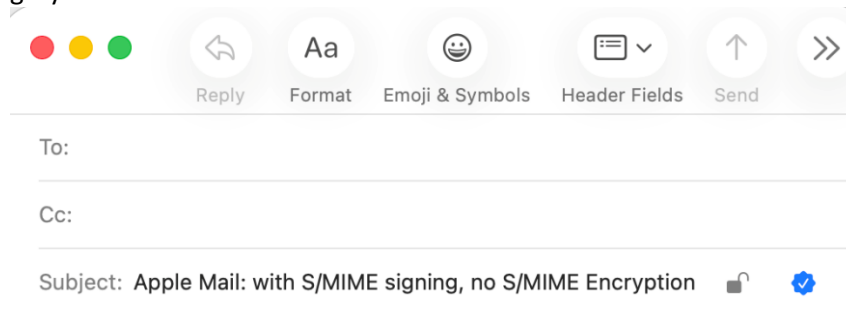 Aa
Reply Format Emoji & Symbols Header Fields Send
To:
Cc:
Subject: Apple Mail: with S/MIME signing, no S/MIME Encryption